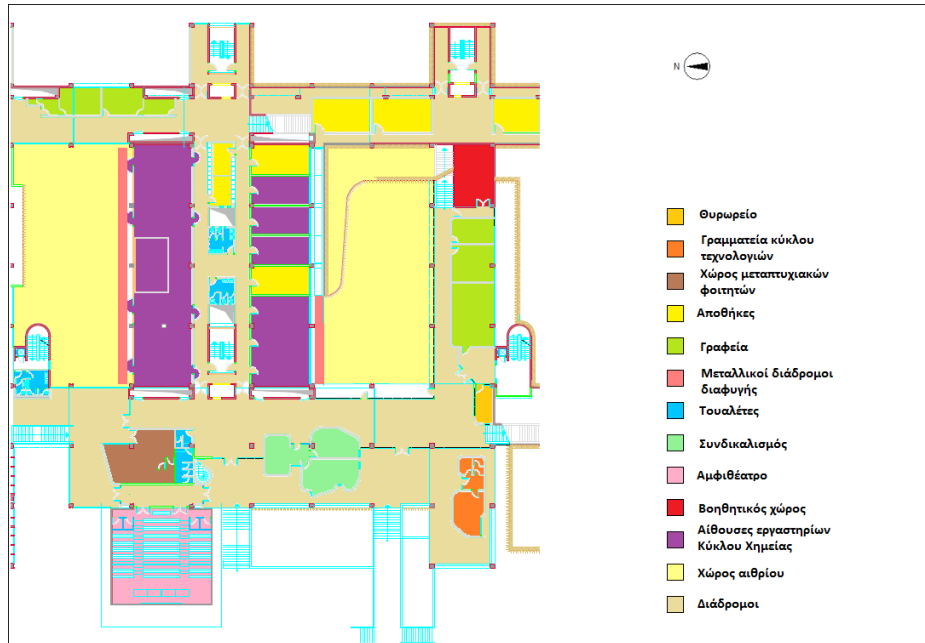 N
Θυρωρείο
Γραμματεία κύκλου
τεχνολογιών
Χώρος μεταπτυχιακών
φοιτητών
Αποθήκες
Γραφεία
Μεταλλικοί διάδρομοι
διαφυγής
Τουαλέτες
Συνδικαλισμός
Αμφιθέατρο
Βοηθητικός χώρος
Αίθουσες εργαστηρίων
Κύκλου Χημείας
Χώρος αιθρίου
Διάδρομοι